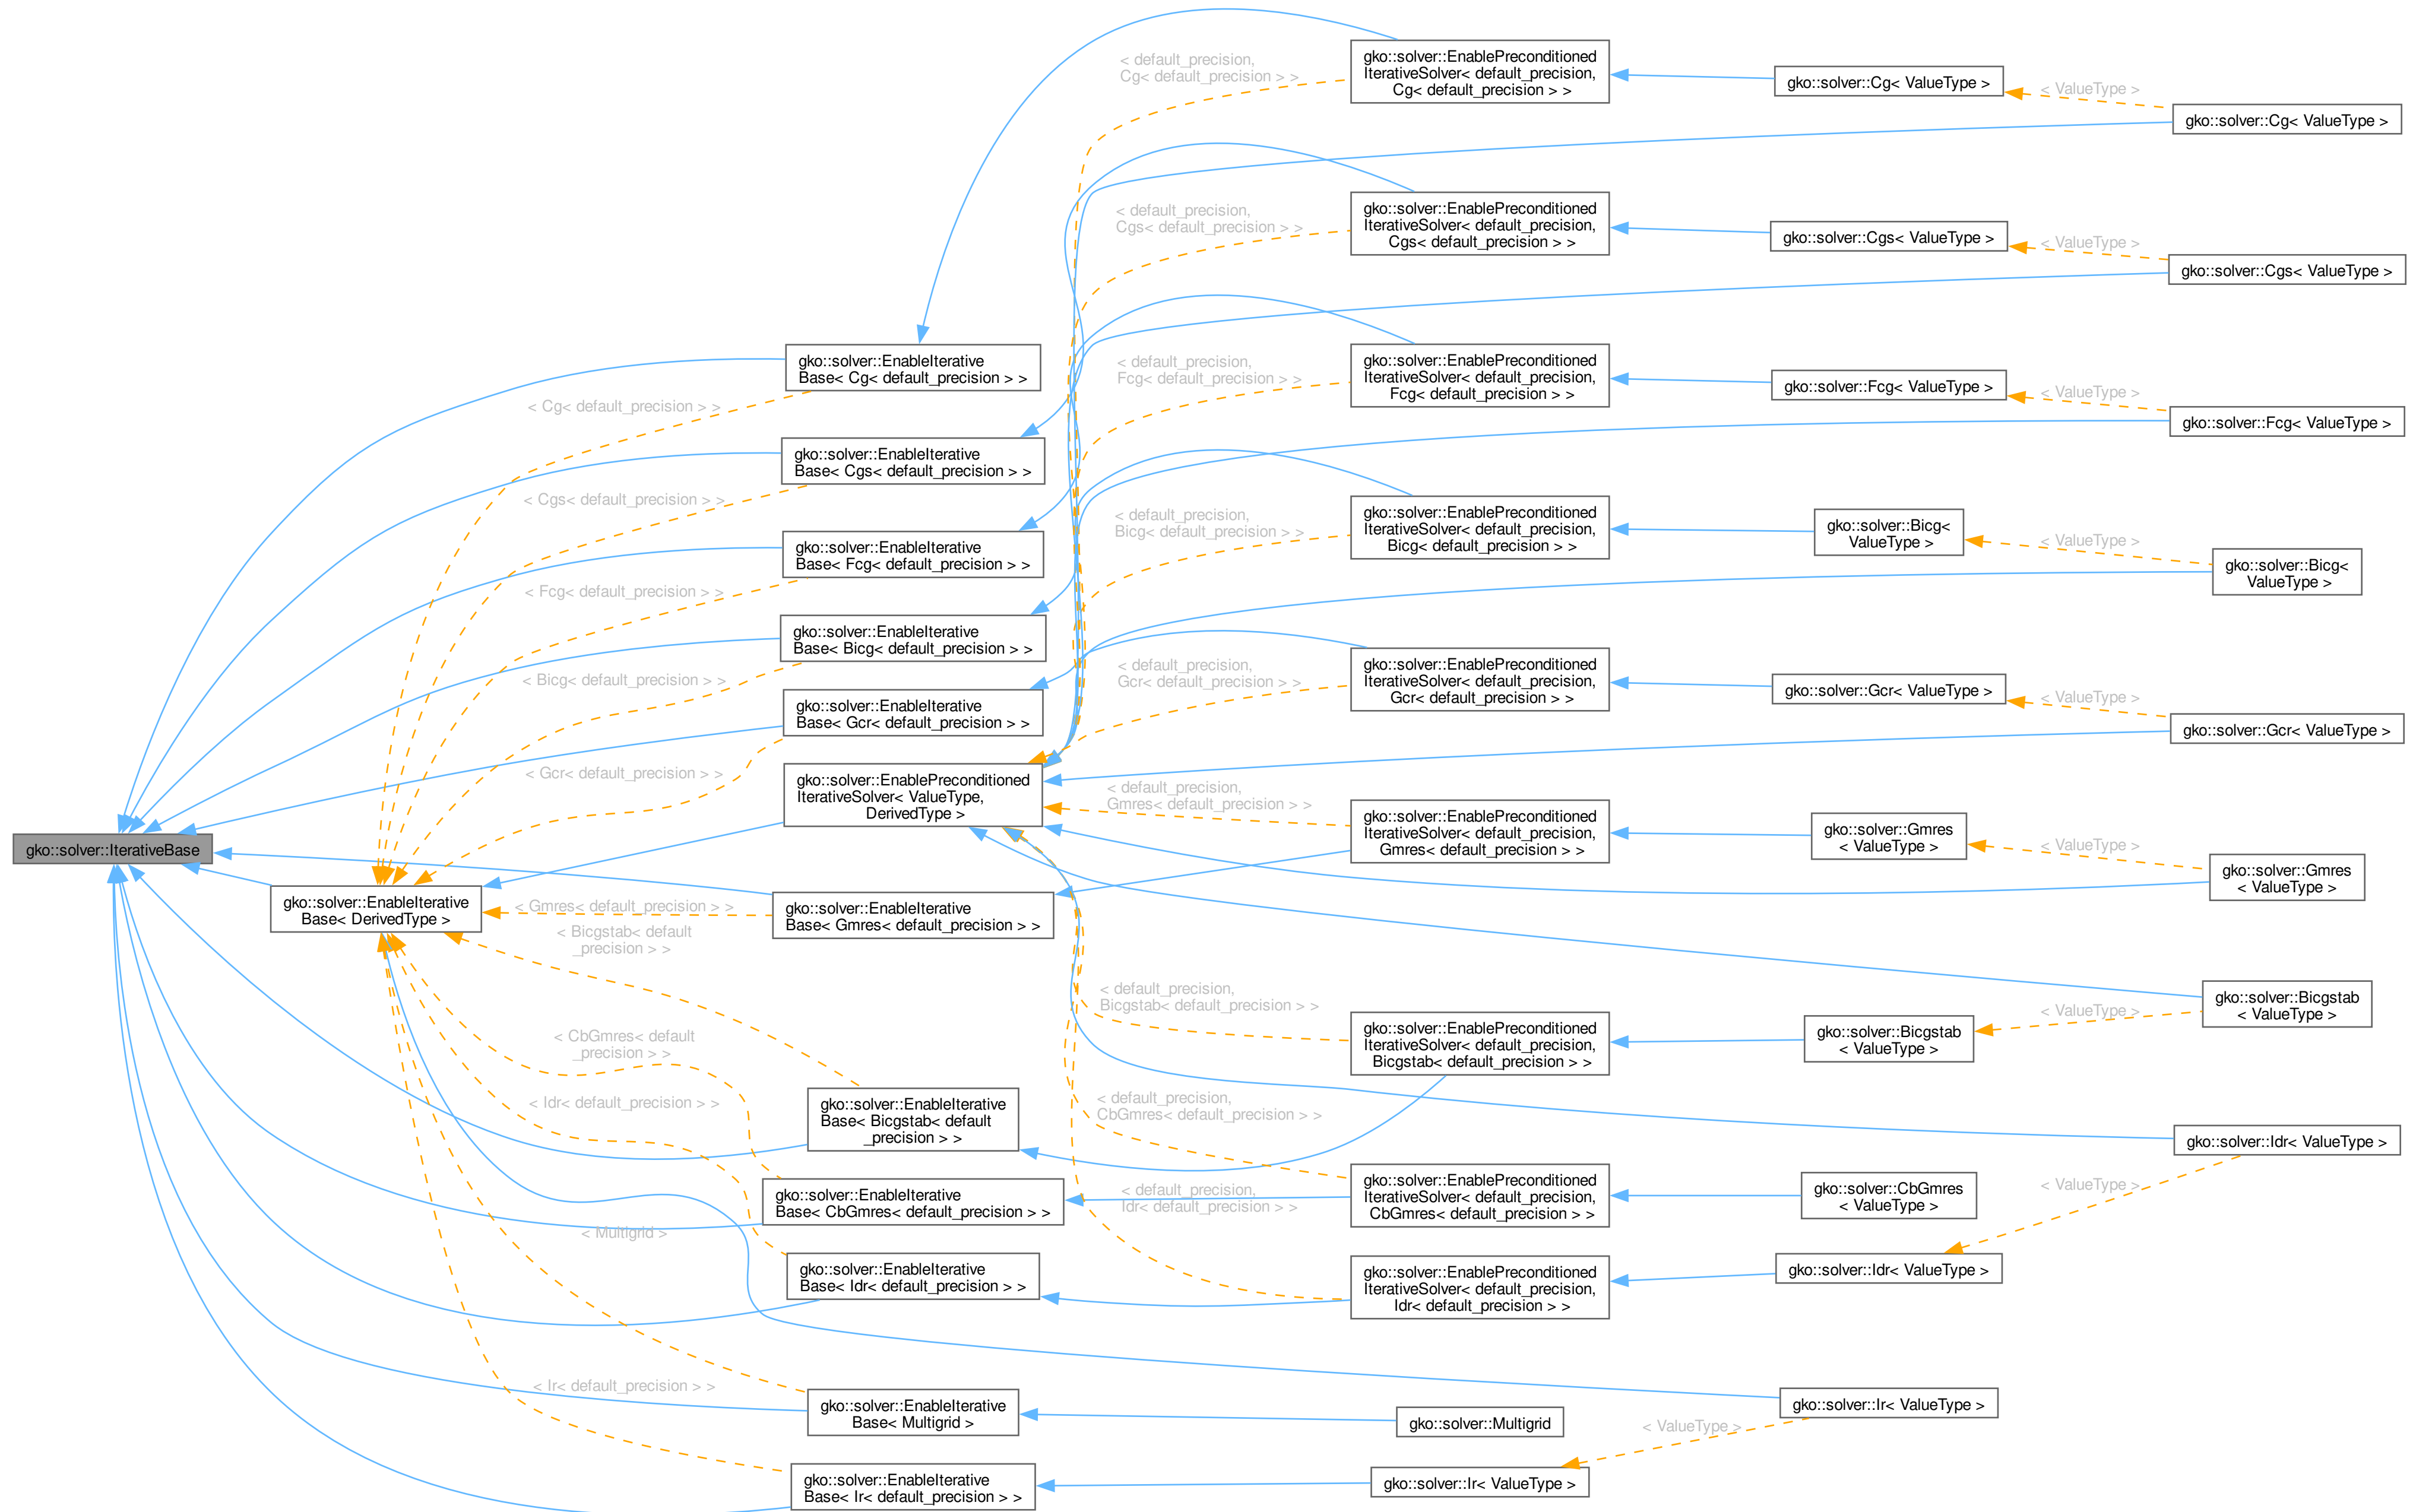 gko::solver::IterativeBase
gko::solver::EnableIterative
Base< DerivedType >
< Cg< default_precision > >
< Cgs< default_precision > >
< Fcg< default_precision > >
< Bicg< default_precision > >
< Gcr< default_precision > >
< Gmres< default_precision > >
< Bicgstab< default
_precision > >
< CbGmres< default
_precision > >
< Idr< default_precision > >
< Multigrid >
< Ir< default_precision > >
gko::solver::EnableIterative
Base< Cg< default_precision > >
gko::solver::EnableIterative
Base< Cgs< default_precision > >
gko::solver::EnableIterative
Base< Fcg< default_precision > >
gko::solver::EnableIterative
Base< Bicg< default_precision > >
gko::solver::EnableIterative
Base< Gcr< default_precision > >
gko::solver::EnablePreconditioned
IterativeSolver< ValueType,
DerivedType >
gko::solver::EnableIterative
Base< Gmres< default_precision > >
gko::solver::EnableIterative
Base< Bicgstab< default
_precision > >
gko::solver::EnableIterative
Base< CbGmres< default_precision > >
gko::solver::EnableIterative
Base< Idr< default_precision > >
gko::solver::EnableIterative
Base< Multigrid >
gko::solver::EnableIterative
Base< Ir< default_precision > >
< default_precision,
Cg< default_precision > >
< default_precision,
Cgs< default_precision > >
< default_precision,
Fcg< default_precision > >
< default_precision,
Bicg< default_precision > >
< default_precision,
Gcr< default_precision > >
< default_precision,
Gmres< default_precision > >
< default_precision,
Bicgstab< default_precision > >
< default_precision,
CbGmres< default_precision > >
< default_precision,
Idr< default_precision > >
gko::solver::EnablePreconditioned
IterativeSolver< default_precision,
Cg< default_precision > >
gko::solver::EnablePreconditioned
IterativeSolver< default_precision,
Cgs< default_precision > >
gko::solver::EnablePreconditioned
IterativeSolver< default_precision,
Fcg< default_precision > >
gko::solver::EnablePreconditioned
IterativeSolver< default_precision,
Bicg< default_precision > >
gko::solver::EnablePreconditioned
IterativeSolver< default_precision,
Gcr< default_precision > >
gko::solver::EnablePreconditioned
IterativeSolver< default_precision,
Gmres< default_precision > >
gko::solver::EnablePreconditioned
IterativeSolver< default_precision,
Bicgstab< default_precision > >
gko::solver::EnablePreconditioned
IterativeSolver< default_precision,
CbGmres< default_precision > >
gko::solver::EnablePreconditioned
IterativeSolver< default_precision,
Idr< default_precision > >
gko::solver::Multigrid
gko::solver::Ir< ValueType >
gko::solver::Cg< ValueType >
gko::solver::Cgs< ValueType >
gko::solver::Fcg< ValueType >
gko::solver::Bicg<
ValueType >
gko::solver::Gcr< ValueType >
gko::solver::Gmres
< ValueType >
gko::solver::Bicgstab
< ValueType >
gko::solver::CbGmres
< ValueType >
gko::solver::Idr< ValueType >
gko::solver::Ir< ValueType >
< ValueType >
< ValueType >
< ValueType >
< ValueType >
< ValueType >
< ValueType >
< ValueType >
< ValueType >
< ValueType >
gko::solver::Cg< ValueType >
gko::solver::Cgs< ValueType >
gko::solver::Fcg< ValueType >
gko::solver::Bicg<
ValueType >
gko::solver::Gcr< ValueType >
gko::solver::Gmres
< ValueType >
gko::solver::Bicgstab
< ValueType >
gko::solver::Idr< ValueType >